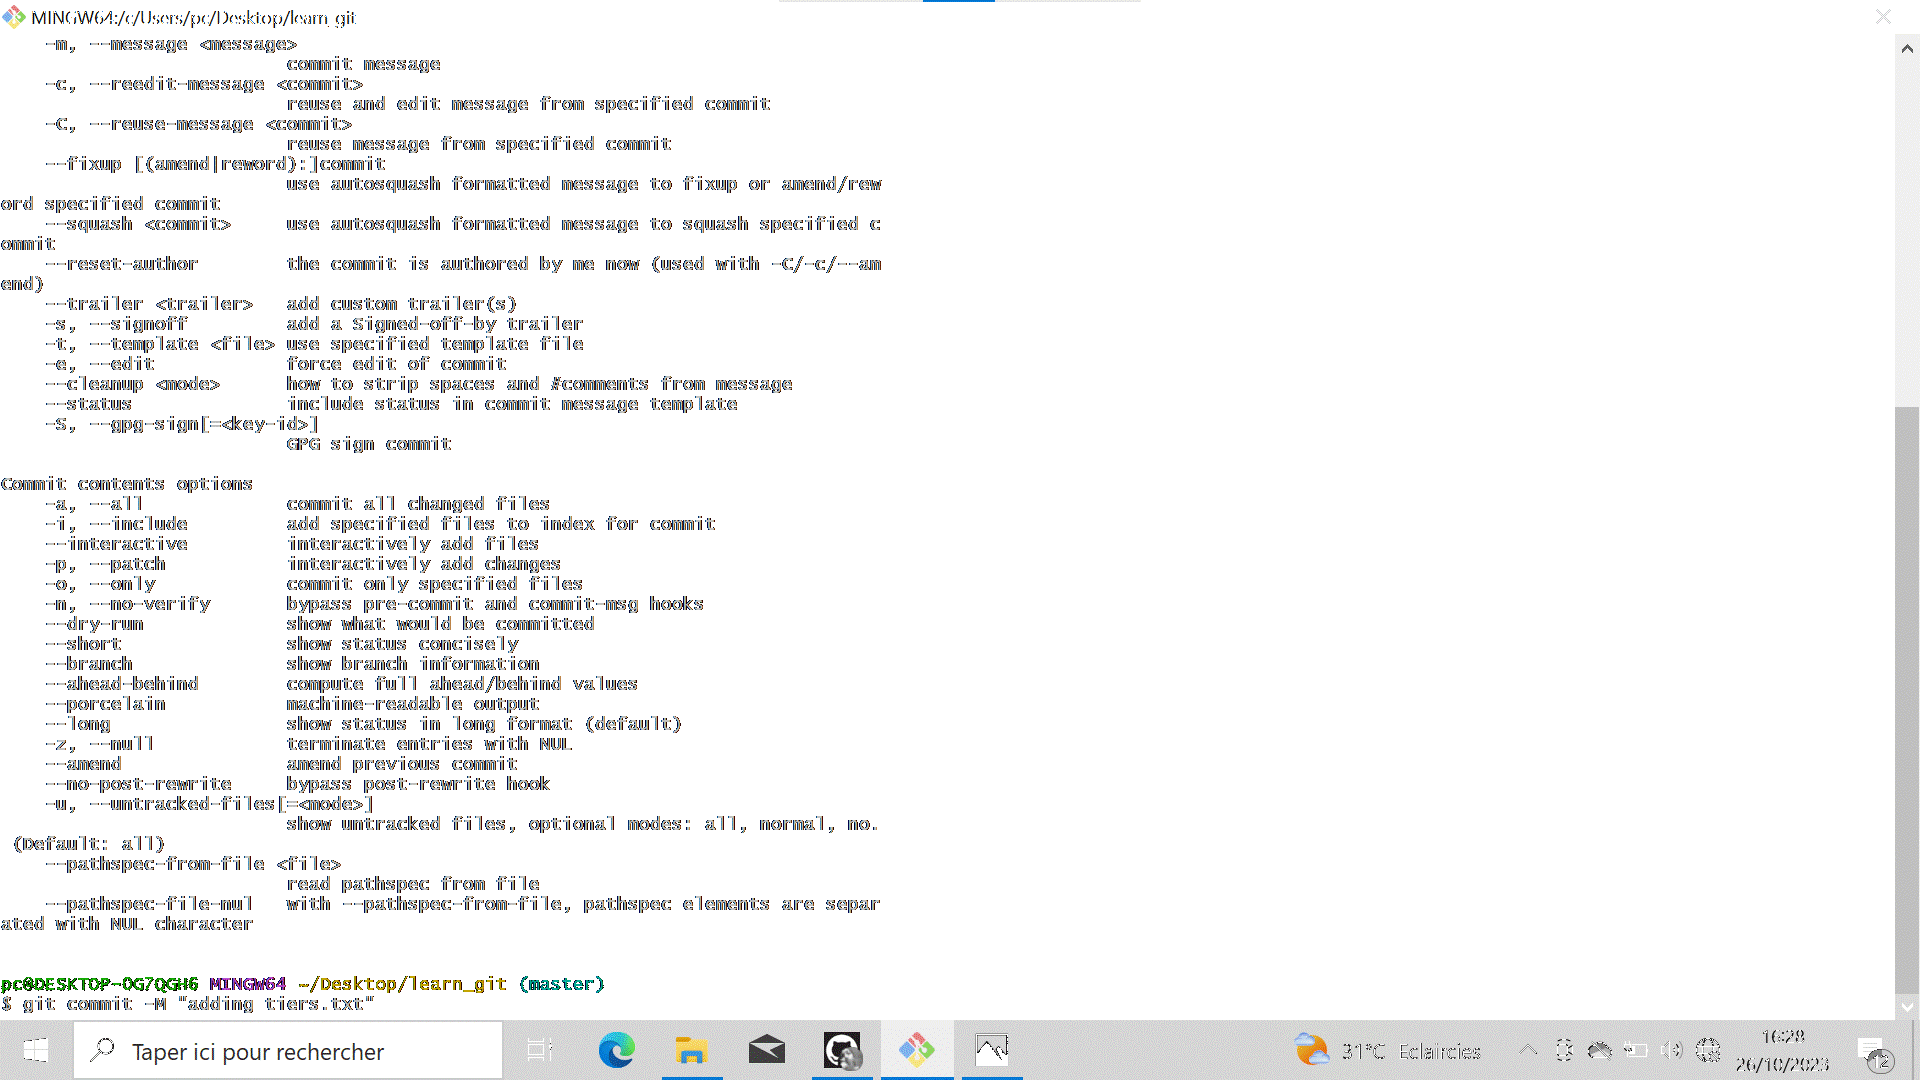 MINGW64:/c/Users/pc/Desktop/learn_git
-m, --message <message>
commit message
-c, --reedit-message <commit>
reuse and edit message from specified commit
-C, --reuse-message <commit>
reuse message from specified commit
--fixup [(amend|reword):]commit
use autosquash formatted message to fixup or amend/rew
ord specified commit
--squash <commit> use autosquash formatted message to squash specified c
ommit
--reset-author the commit is authored by me now (used with -C/-c/--am
end)
--trailer <trailer> add custom trailer(s)
-s, --signoff add a Signed-off-by trailer
-t, --template <file> use specified template file
-e, --edit force edit of commit
--cleanup <mode> how to strip spaces and #comments from message
--status include status in commit message template
-S, --gpg-sign[=<key-id>]
GPG sign commit
Commit contents options
-a, --all commit all changed files
-i, --include add specified files to index for commit
--interactive interactively add files
-p, --patch interactively add changes
-o, --only commit only specified files
-n, --no-verify bypass pre-commit and commit-msg hooks
--dry-run show what would be committed
--short show status concisely
--branch show branch information
--ahead-behind compute full ahead/behind values
--porcelain machine-readable output
--long show status in long format (default)
-z, --null terminate entries with NUL
--amend amend previous commit
--no-post-rewrite bypass post-rewrite hook
-u, --untracked-files[=<mode>]
show untracked files, optional modes: all, normal, no.
(Default: all)
--pathspec-from-file <file>
read pathspec from file
--pathspec-file-nul with --pathspec-from-file, pathspec elements are separ
ated with NUL character
pc@DESKTOP-OG7QGH6 MINGW64 ~/Desktop/learn_git (master)
$ git commit -M "adding tiers.txt"
Taper ici pour rechercher
31°C Eclaircies
16:28
26/10/2023
12